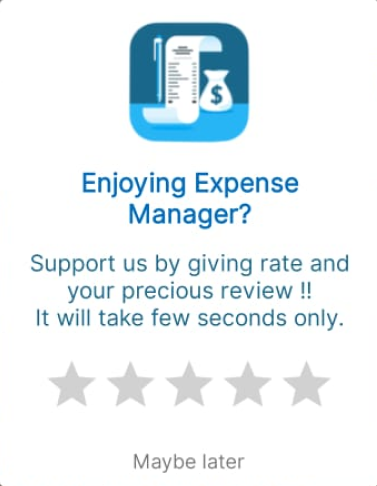 $
Enjoying Expense
Manager?
Support us by giving rate and
your precious review !!
It will take few seconds only.
Maybe later